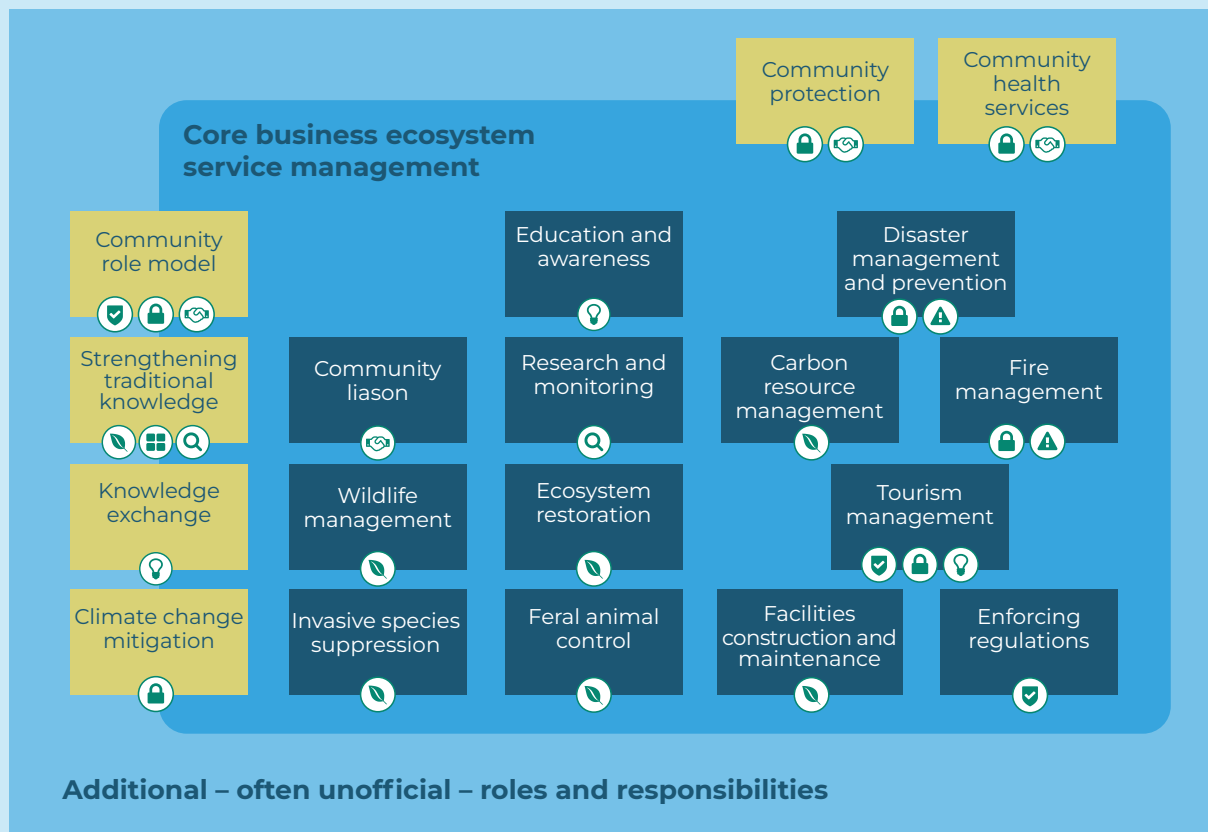 Community
protection
Community
health
services
Core business ecosystem
service management
Community
role model
Education and
awareness
Disaster
management
and prevention
Strengthening
traditional
knowledge
Community
liason
Research and
monitoring
Carbon
resource
management
Fire
management
Knowledge
exchange
Wildlife
management
Ecosystem
restoration
Tourism
management
Climate change
mitigation
Invasive species
suppression
Feral animal
control
Facilities
construction and
maintenance
Enforcing
regulations
Additional – often unofficial – roles and responsibilities